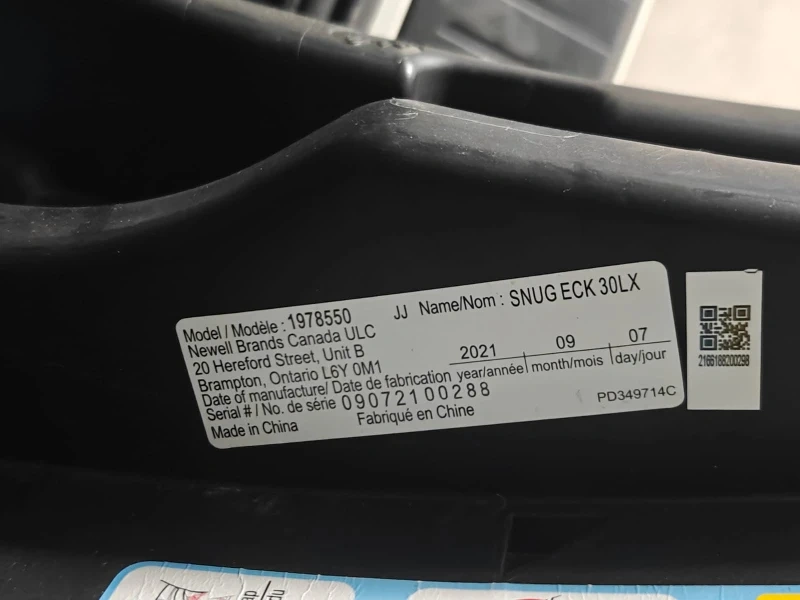 Model / Modèle : 1978550 JJ Name/Nom : SNUG ECK 30LX
Newell Brands Canada ULC
20 Hereford Street, Unit B
Brampton, Ontario L6Y 0M1
2021 09 07
Date of manufacture/ Date de fabrication year/année month/mois day/jour
Serial # / No. de série 09072100288
PD349714C
Made in China Fabriqué en Chine
2166188200298